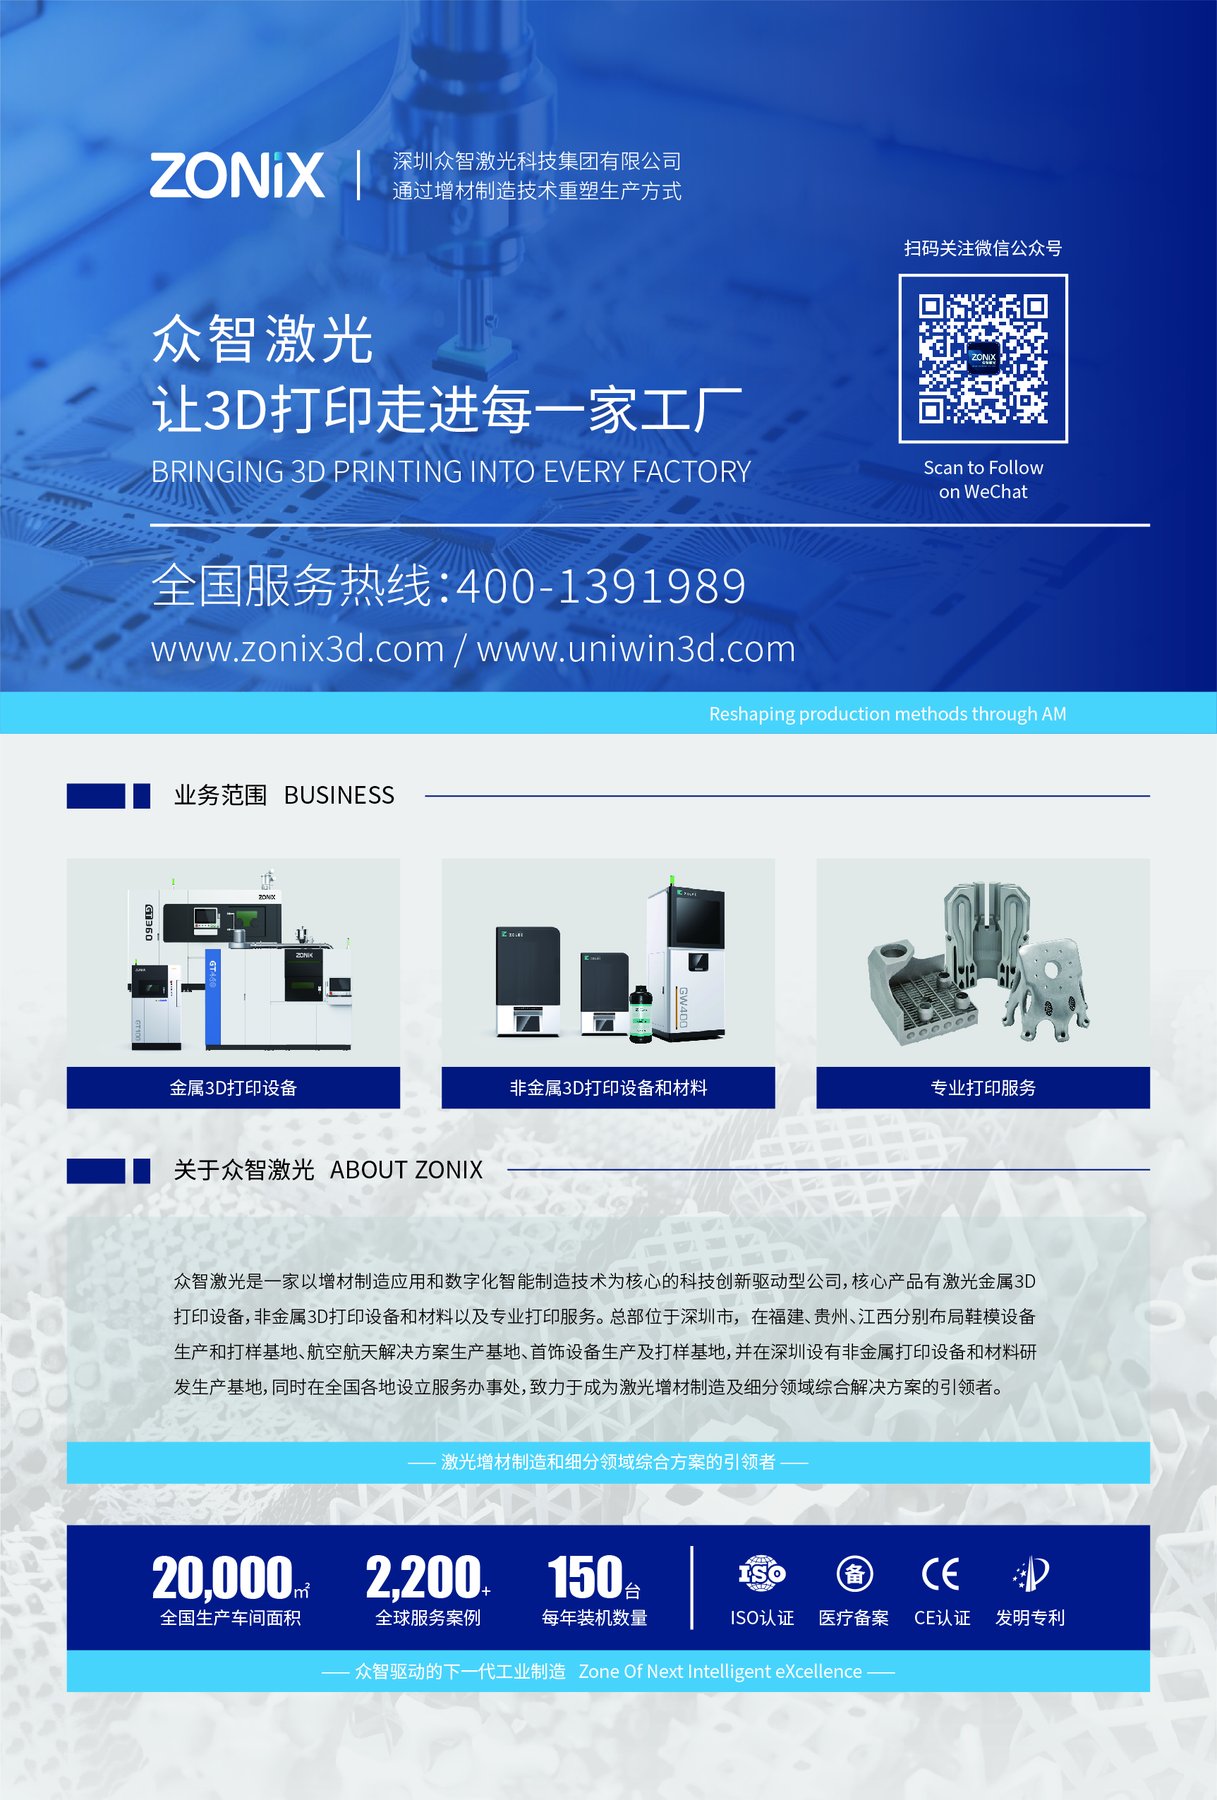 ZONiX
深圳众智激光科技集团有限公司
通过增材制造技术重塑生产方式
扫码关注微信公众号
ZONiX
Scan to Follow
on WeChat
众智激光
让3D打印走进每一家工厂
BRINGING 3D PRINTING INTO EVERY FACTORY
全国服务热线:400-1391989
www.zonix3d.com / www.uniwin3d.com
Reshaping production methods through AM
业务范围 BUSINESS
ZONiX
GT360
ZONiX
GT440
ZONiX
GT100
GW400
金属3D打印设备
非金属3D打印设备和材料
专业打印服务
关于众智激光 ABOUT ZONIX
众智激光是一家以增材制造应用和数字化智能制造技术为核心的科技创新驱动型公司,核心产品有激光金属3D
打印设备,非金属3D打印设备和材料以及专业打印服务。总部位于深圳市, 在福建、贵州、江西分别布局鞋模设备
生产和打样基地、航空航天解决方案生产基地、首饰设备生产及打样基地,并在深圳设有非金属打印设备和材料研
发生产基地,同时在全国各地设立服务办事处,致力于成为激光增材制造及细分领域综合解决方案的引领者。
—— 激光增材制造和细分领域综合方案的引领者 ——
20,000㎡
全国生产车间面积
2,200+
全球服务案例
150台
每年装机数量
ISO
ISO认证
备
医疗备案
CE
CE认证
发明专利
—— 众智驱动的下一代工业制造 Zone Of Next Intelligent eXcellence ——